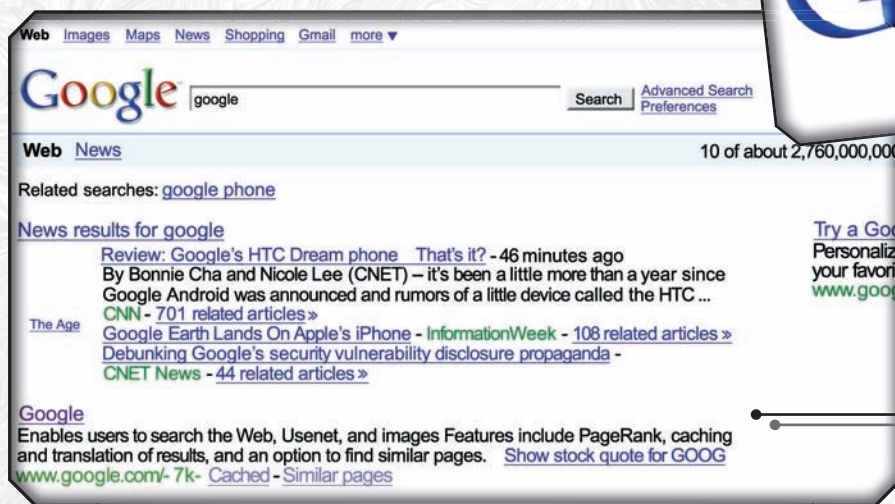 Web Images Maps News Shopping Gmail more ▼
Google google Search Advanced Search
Preferences
Web News 10 of about 2,760,000,000
Related searches: google phone
News results for google
Review: Google's HTC Dream phone That's it? - 46 minutes ago
By Bonnie Cha and Nicole Lee (CNET) – it's been a little more than a year since
Google Android was announced and rumors of a little device called the HTC ...
CNN - 701 related articles »
The Age
Google Earth Lands On Apple's iPhone - InformationWeek - 108 related articles »
Debunking Google's security vulnerability disclosure propaganda -
CNET News - 44 related articles »
Try a
Personaliz
your favori
www.goog
Google
Enables users to search the Web, Usenet, and images Features include PageRank, caching
and translation of results, and an option to find similar pages. Show stock quote for GOOG
www.google.com/- 7k- Cached - Similar pages